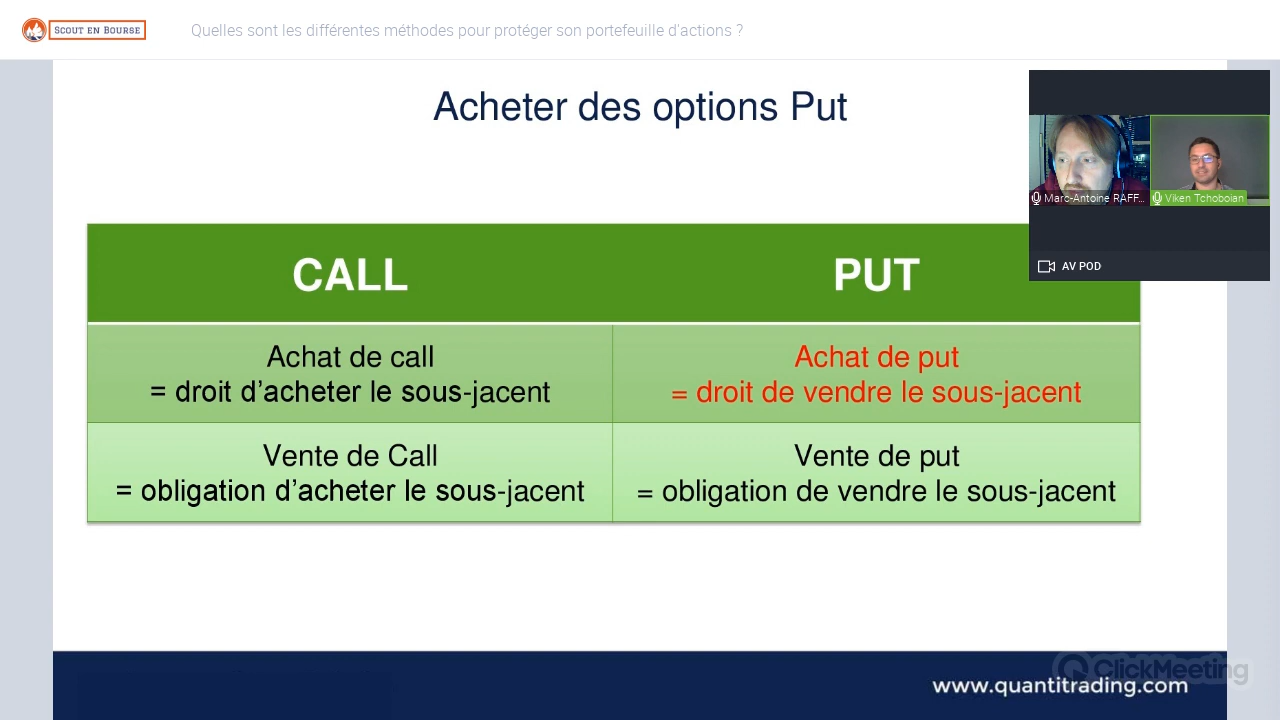 SCOUT EN BOURSE
Quelles sont les différentes méthodes pour protéger son portefeuille d'actions ?
Acheter des options Put
Marc-Antoine RAFF...
Viken Tchoboian
AV POD
CALL
PUT
Achat de call
= droit d’acheter le sous-jacent
Achat de put
= droit de vendre le sous-jacent
Vente de Call
= obligation d’acheter le sous-jacent
Vente de put
= obligation de vendre le sous-jacent
ClickMeeting
www.quantitrading.com